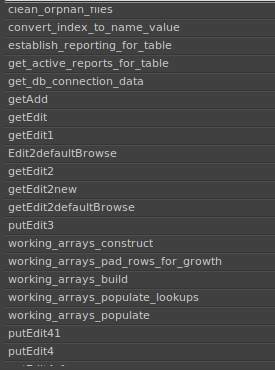 clean_orphan_files
convert_index_to_name_value
establish_reporting_for_table
get_active_reports_for_table
get_db_connection_data
getAdd
getEdit
getEdit1
Edit2defaultBrowse
getEdit2
getEdit2new
getEdit2defaultBrowse
putEdit3
working_arrays_construct
working_arrays_pad_rows_for_growth
working_arrays_build
working_arrays_populate_lookups
working_arrays_populate
putEdit41
putEdit4